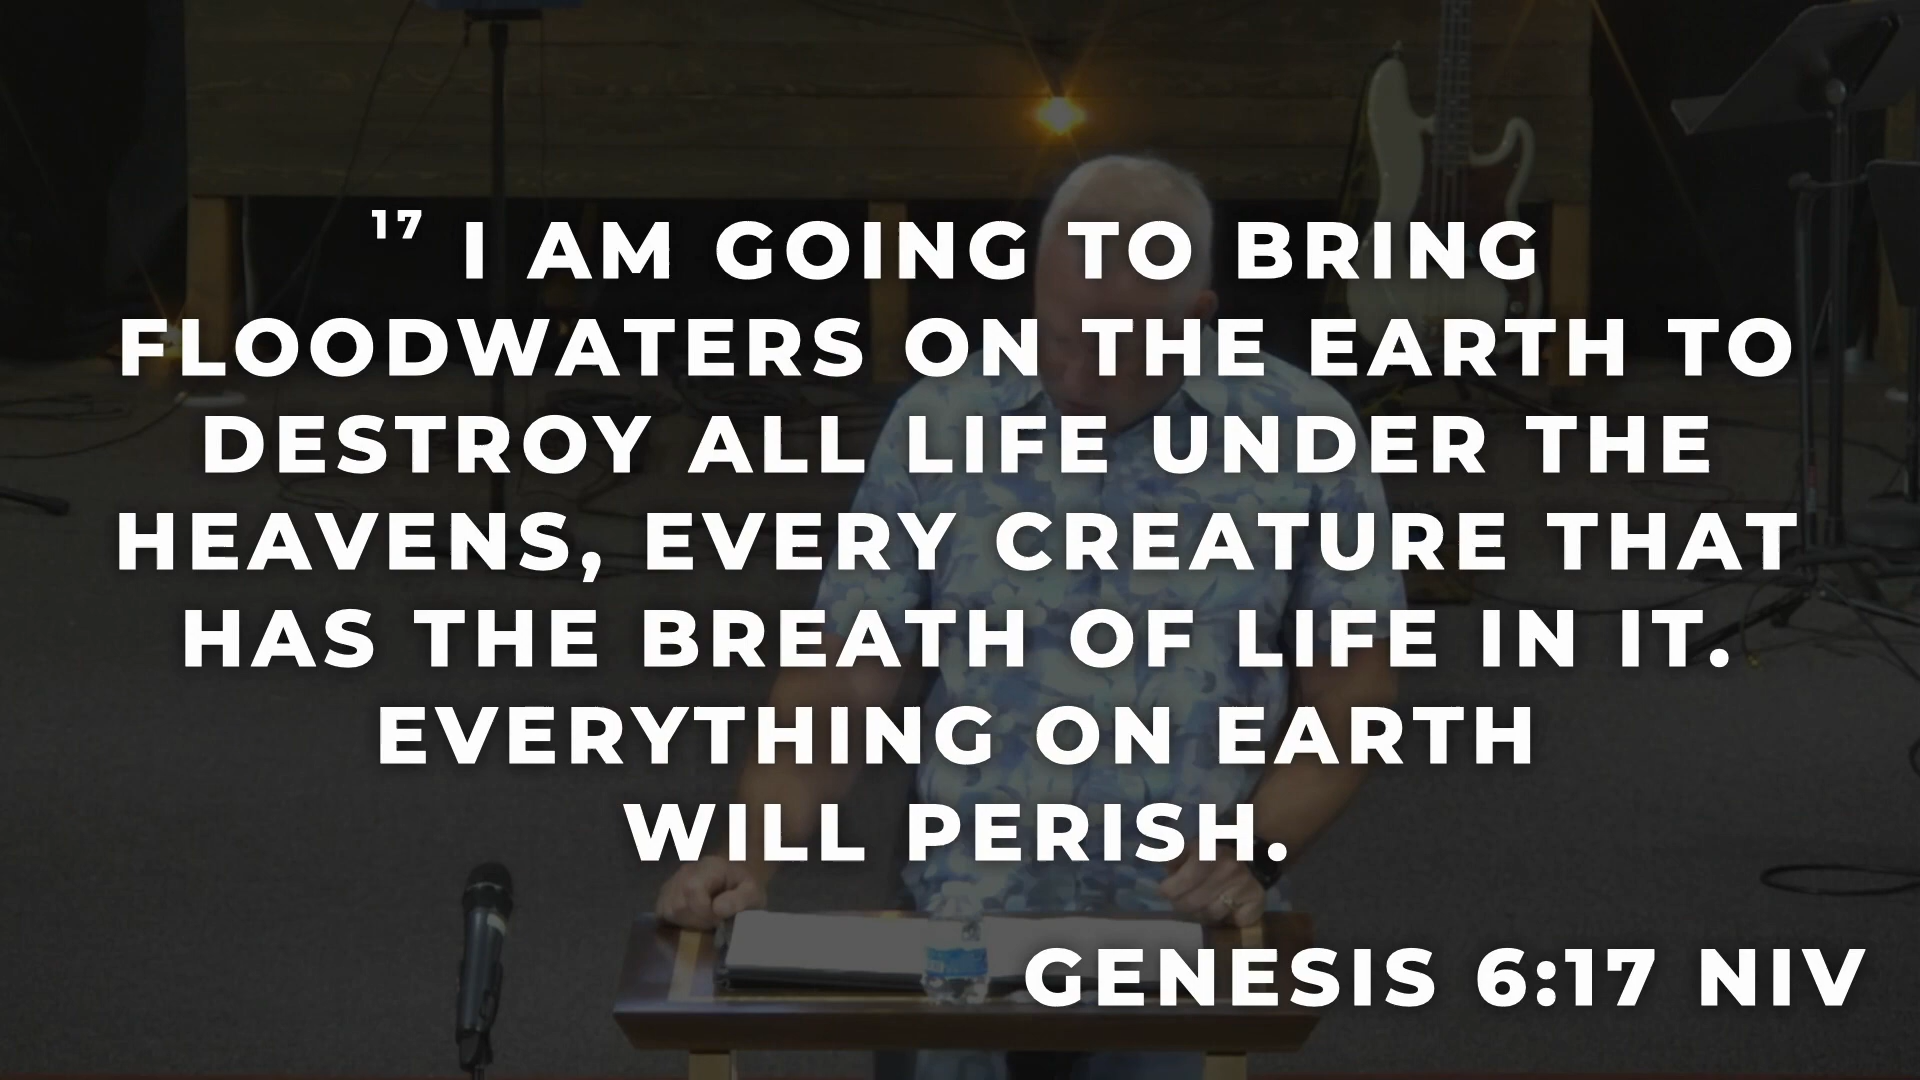 17 I AM GOING TO BRING
FLOODWATERS ON THE EARTH TO
DESTROY ALL LIFE UNDER THE
HEAVENS, EVERY CREATURE THAT
HAS THE BREATH OF LIFE IN IT.
EVERYTHING ON EARTH
WILL PERISH.
GENESIS 6:17 NIV